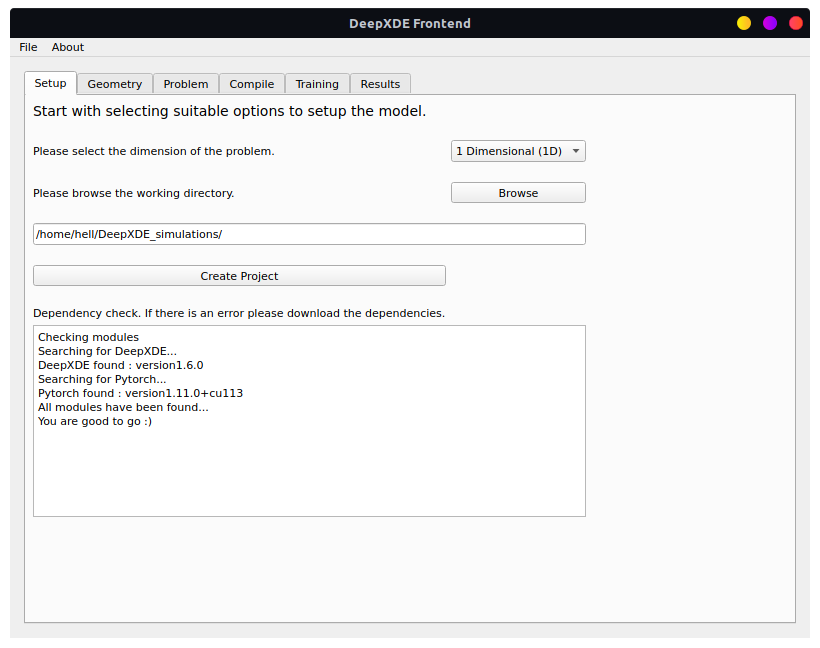 DeepXDE Frontend
File About
Setup Geometry Problem Compile Training Results
Start with selecting suitable options to setup the model.
Please select the dimension of the problem. 1 Dimensional (1D)
Please browse the working directory. Browse
/home/hell/DeepXDE_simulations/
Create Project
Dependency check. If there is an error please download the dependencies.
Checking modules
Searching for DeepXDE...
DeepXDE found : version1.6.0
Searching for Pytorch...
Pytorch found : version1.11.0+cu113
All modules have been found...
You are good to go :)